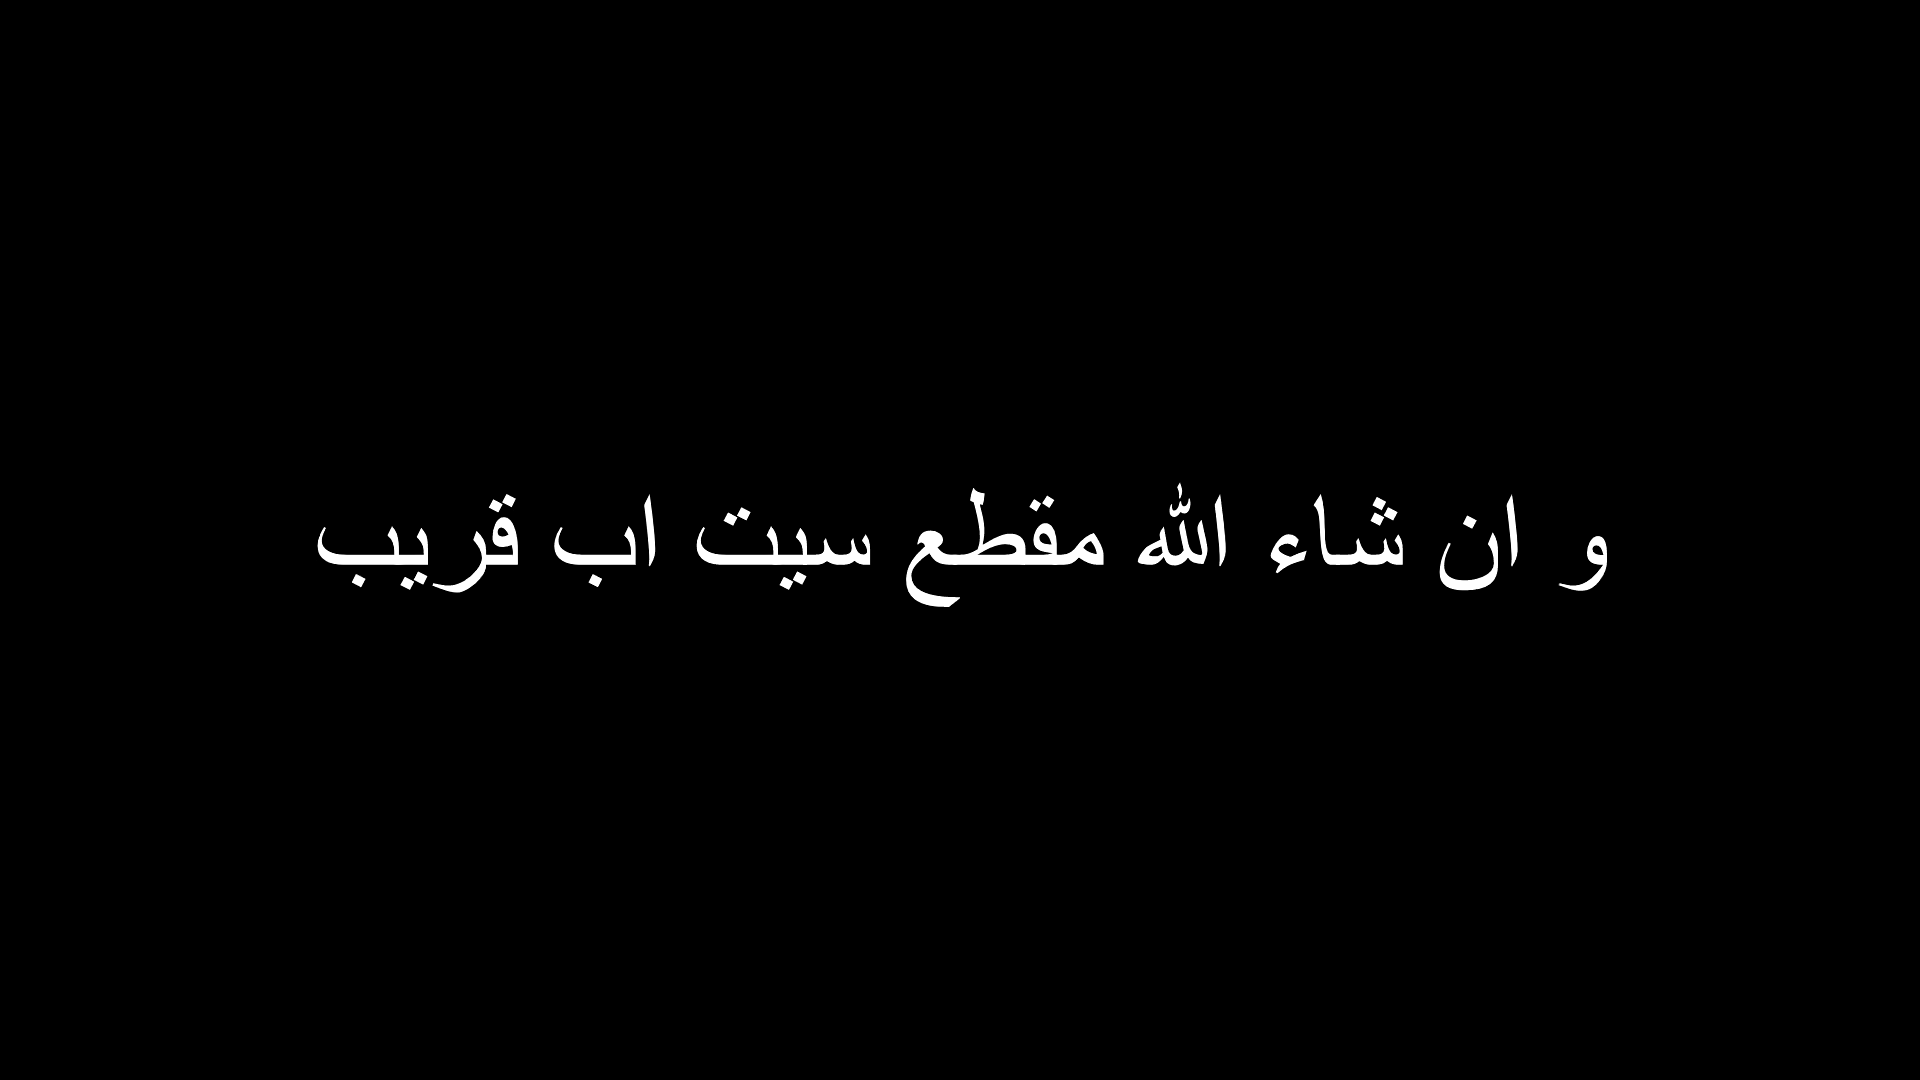 و ان شاء الله مقطع سيت اب قريب